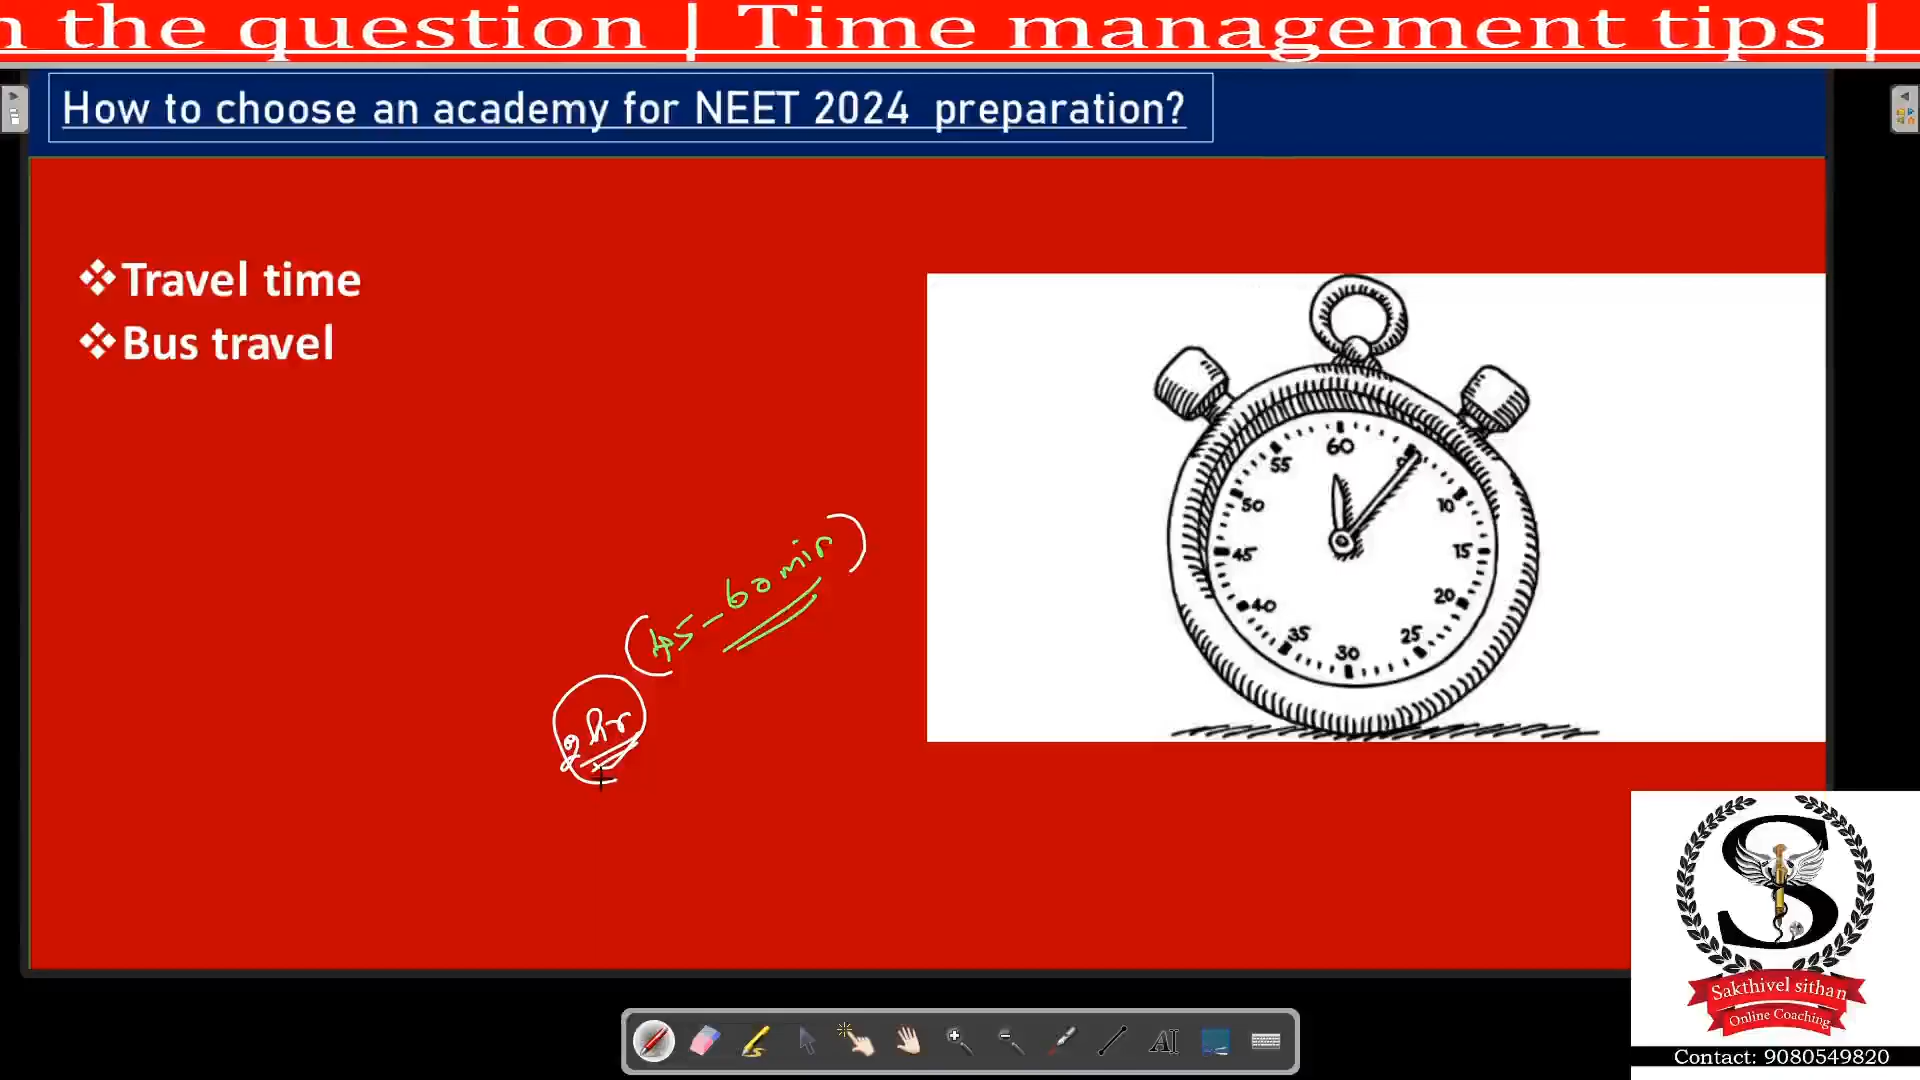 n the question | Time management tips |
How to choose an academy for NEET 2024 preparation?
❖Travel time
❖Bus travel
(45-60 min)
2 hr
60
55
50
10
45
15
40
20
35
25
30
S
Sakthivel sithan
Online Coaching
Contact: 9080549820
AI